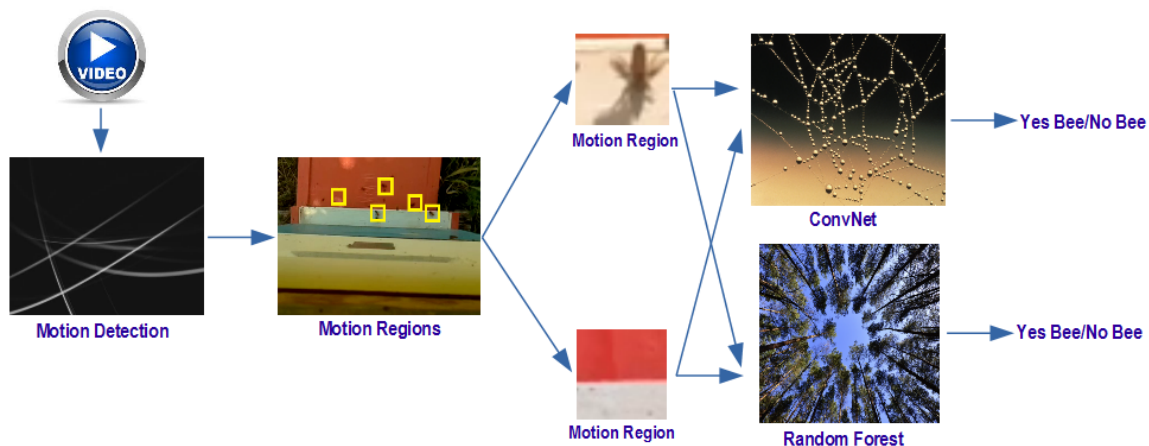 VIDEO
Motion Detection
Motion Regions
Motion Region
Motion Region
ConvNet
Yes Bee/No Bee
Random Forest
Yes Bee/No Bee